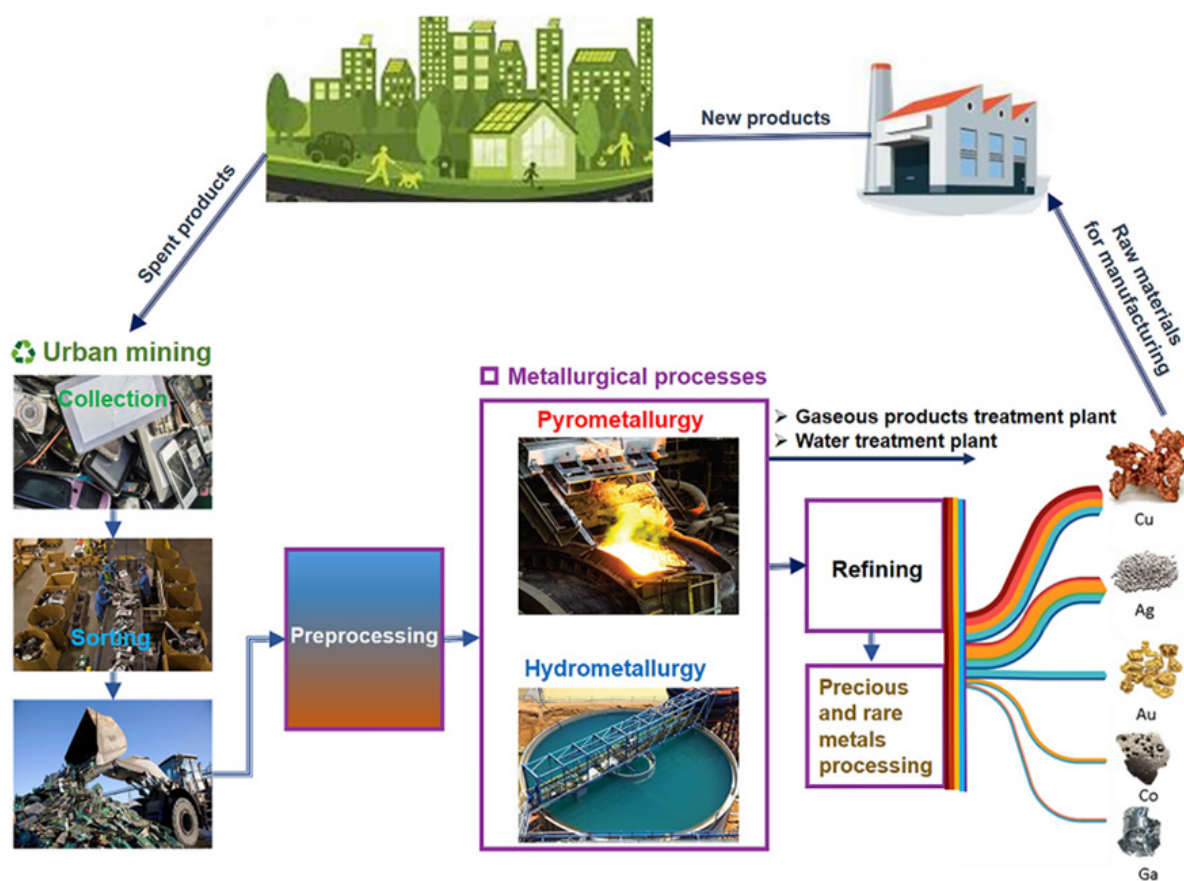 New products
Spent products
Raw materials
for manufacturing
Urban mining
Collection
Sorting
Preprocessing
Metallurgical processes
Pyrometallurgy
Hydrometallurgy
➢ Gaseous products treatment plant
➢ Water treatment plant
Refining
Precious
and rare
metals
processing
Cu
Ag
Au
Co
Ga